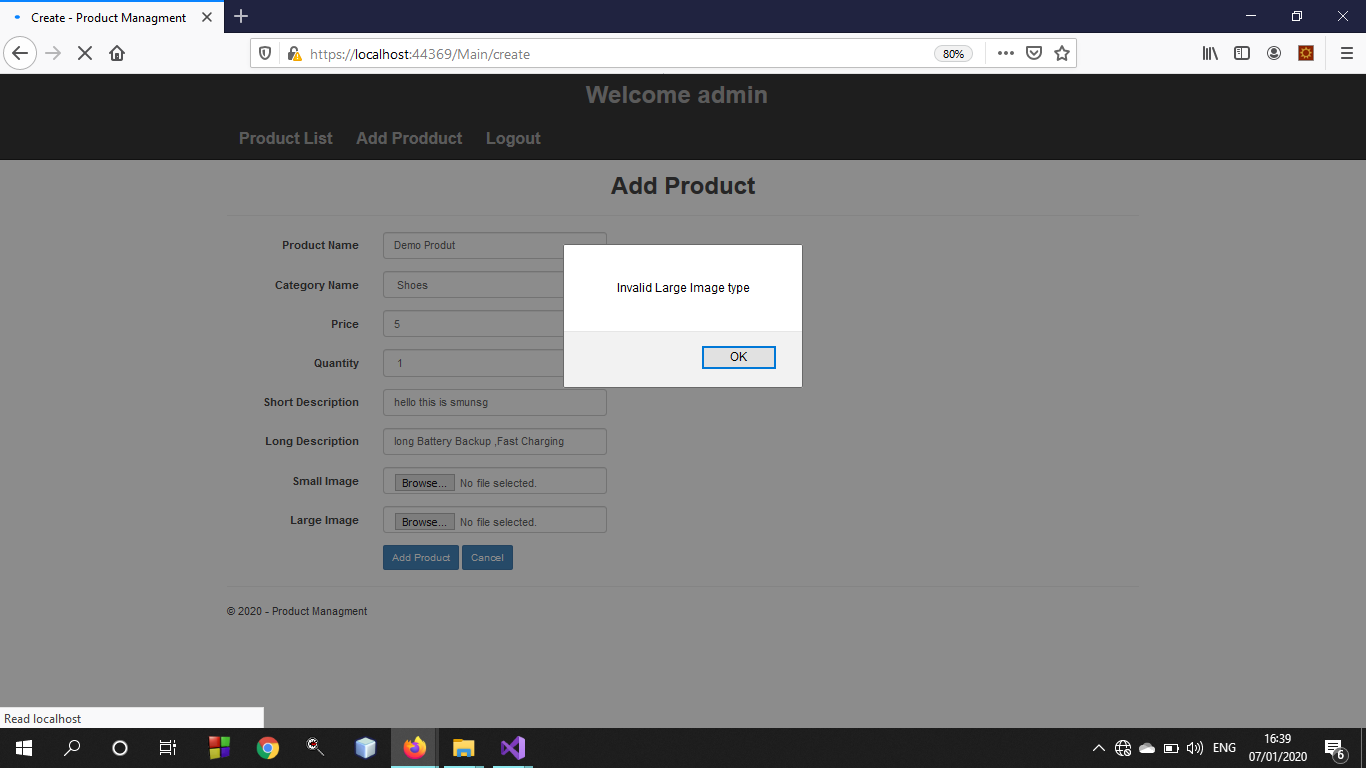 Create - Product Managment
https://localhost:44369/Main/create
80%
Welcome admin
Product List Add Prodduct Logout
Add Product
Product Name Demo Produt
Category Name Shoes
Invalid Large Image type
Price 5
Quantity 1
OK
Short Description hello this is smunsg
Long Description long Battery Backup ,Fast Charging
Small Image Browse... No file selected.
Large Image Browse... No file selected.
Add Product Cancel
© 2020 - Product Managment
Read localhost
ENG
16:39
07/01/2020
6